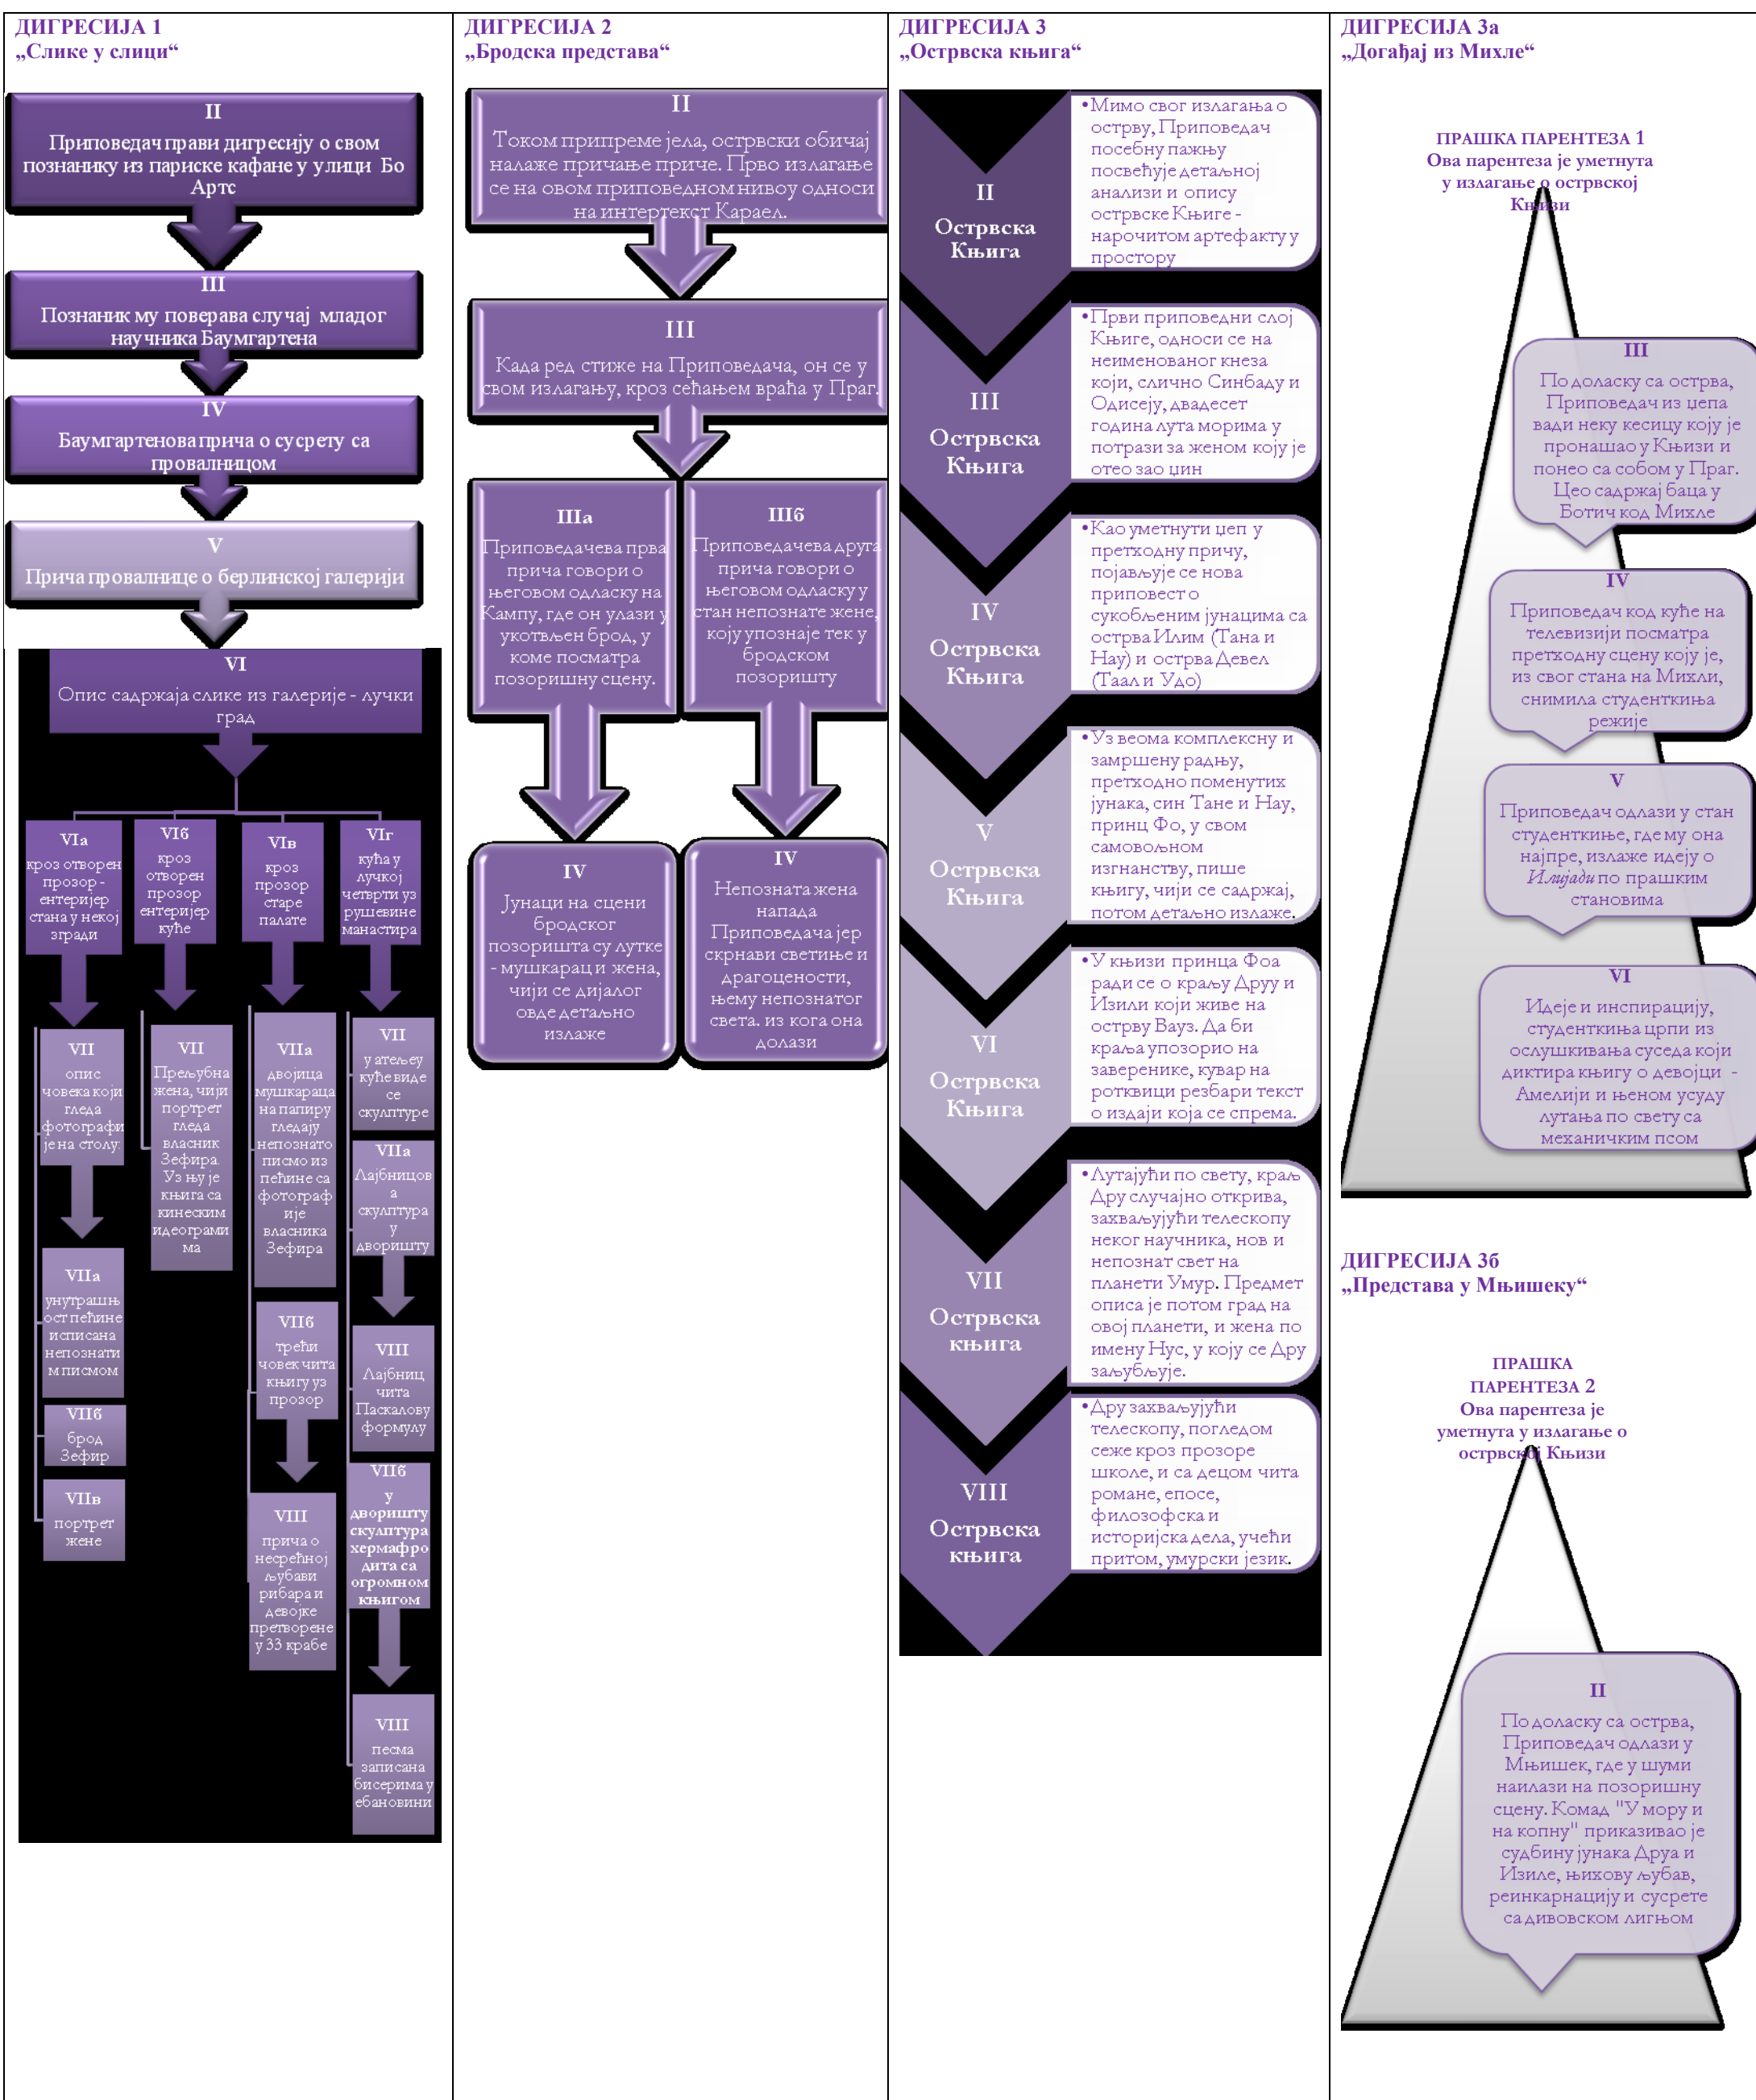 ДИГРЕСИЈА 1
„Слике у слици“
II
Приповедач прави дигресију о свом
познанику из париске кафане у улици Бо
Артс
III
Познаник му поверава случај младог
научника Баумгартена
IV
Баумгартенова прича о сусрету са
провалницом
V
Прича провалнице о берлинској галерији
VI
Опис садржаја слике из галерије - лучки
град
VIа
кроз отворен
прозор -
ентеријер
стана у некој
згради
VII
опис
човека који
гледа
фотографи
је на столу:
VIIа
унутрашњ
ост пећине
исписана
непознати
м писмом
VIIб
брод
Зефир
VIIв
портрет
жене
VIб
кроз
отворен
прозор
ентеријер
куће
VII
Прељубна
жена, чији
портрет
гледа
власник
Зефира.
Уз њу је
књига са
кинеским
идеограми
ма
VIв
кроз
прозор
старе
палате
VIIа
двојица
мушкараца
на папиру
гледају
непознато
писмо из
пећине са
фотограф
ије
власника
Зефира
VIIб
трећи
човек чита
књигу уз
прозор
VIII
прича о
несрећној
љубави
рибара и
девојке
претворене
у 33 крабе
VIг
кућа у
лучкој
четврти уз
рушевине
манастира
VII
у атељеу
куће виде
се
скулптуре
VIIа
Лајбницов
а
скулптура
у
дворишту
VIII
Лајбниц
чита
Паскалову
формулу
VIIб
у
дворишту
скулптура
хермафро
дита са
огромном
књигом
VIII
песма
записана
бисерима у
ебановини
ДИГРЕСИЈА 2
„Бродска представа“
II
Током припреме јела, острвски обичај
налаже причање приче. Прво излагање
се на овом приповедном нивоу односи
на интертекст Караел.
III
Када ред стиже на Приповедача, он се у
свом излагању, кроз сећањем враћа у Праг.
IIIа
Приповедачева прва
прича говори о
његовом одласку на
Кампу, где он улази у
укотвљен брод, у
коме посматра
позоришну сцену.
IV
Јунаци на сцени
бродског
позоришта су лутке
- мушкарац и жена,
чији се дијалог
овде детаљно
излаже
IIIб
Приповедачева друга
прича говори о
његовом одласку у
стан непознате жене,
коју упознаје тек у
бродском
позоришту
IV
Непозната жена
напада
Приповедача јер
скрнави светиње и
драгоцености,
њему непознатог
света. из кога она
долази
ДИГРЕСИЈА 3
„Острвска књига“
II
Острвска
Књига
•Мимо свог излагања о
острву, Приповедач
посебну пажњу
посвећује детаљној
анализи и опису
острвске Књиге -
нарочитом артефакту у
простору
III
Острвска
Књига
•Први приповедни слој
Књиге, односи се на
неименованог кнеза
који, слично Синбаду и
Одисеју, двадесет
година лута морима у
потрази за женом коју је
отео зао џин
IV
Острвска
Књига
•Као уметнути џеп у
претходну причу,
појављује се нова
приповест о
сукобљеним јунацима са
острва Илим (Тана и
Нау) и острва Девел
(Таал и Удо)
V
Острвска
Књига
•Уз веома комплексну и
замршену радњу,
претходно поменутих
јунака, син Тане и Нау,
принц Фо, у свом
самовољном
изгнанству, пише
књигу, чији се садржај,
потом детаљно излаже.
VI
Острвска
Књига
•У књизи принца Фоа
ради се о краљу Друу и
Изили који живе на
острву Вауз. Да би
краља упозорио на
заверенике, кувар на
ротквици резбари текст
о издаји која се спрема.
VII
Острвска
књига
•Лутајући по свету, краљ
Дру случајно открива,
захваљујући телескопу
неког научника, нов и
непознат свет на
планети Умур. Предмет
описа је потом град на
овој планети, и жена по
имену Нус, у коју се Дру
заљубљује.
VIII
Острвска
књига
•Дру захваљујујћи
телескопу, погледом
сеже кроз прозоре
школе, и са децом чита
романе, епосе,
филозофска и
историјска дела, учећи
притом, умурски језик.
ДИГРЕСИЈА 3а
„Догађај из Михле“
ПРАШКА ПАРЕНТЕЗА 1
Ова парентеза је уметнута
у излагање о острвској
Књизи
III
По доласку са острва,
Приповедач из џепа
вади неку кесицу коју је
пронашао у Књизи и
понео са собом у Праг.
Цео садржај баца у
Ботич код Михле
IV
Приповедач код куће на
телевизији посматра
претходну сцену коју је,
из свог стана на Михли,
снимила студенткиња
режије
V
Приповедач одлази у стан
студенткиње, где му она
најпре, излаже идеју о
Илијади по прашким
становима
VI
Идеје и инспирацију,
студенткиња црпи из
ослушкивања суседа који
диктира књигу о девојци -
Амелији и њеном усуду
лутања по свету са
механичким псом
ДИГРЕСИЈА 3б
„Представа у Мњишеку“
ПРАШКА
ПАРЕНТЕЗА 2
Ова парентеза је
уметнута у излагање о
острвској Књизи
II
По доласку са острва,
Приповедач одлази у
Мњишек, где у шуми
наилази на позоришну
сцену. Комад "У мору и
на копну" приказивао је
судбину јунака Друа и
Изиле, њихову љубав,
реинкарнацију и сусрете
са дивовском лигњом